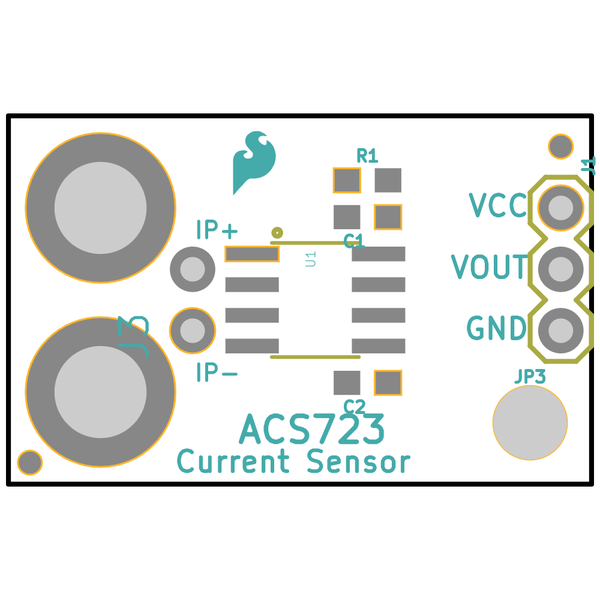 R1
J1
VCC
IP+
C1
U1
VOUT
J3
GND
IP-
JP3
C2
ACS723
Current Sensor